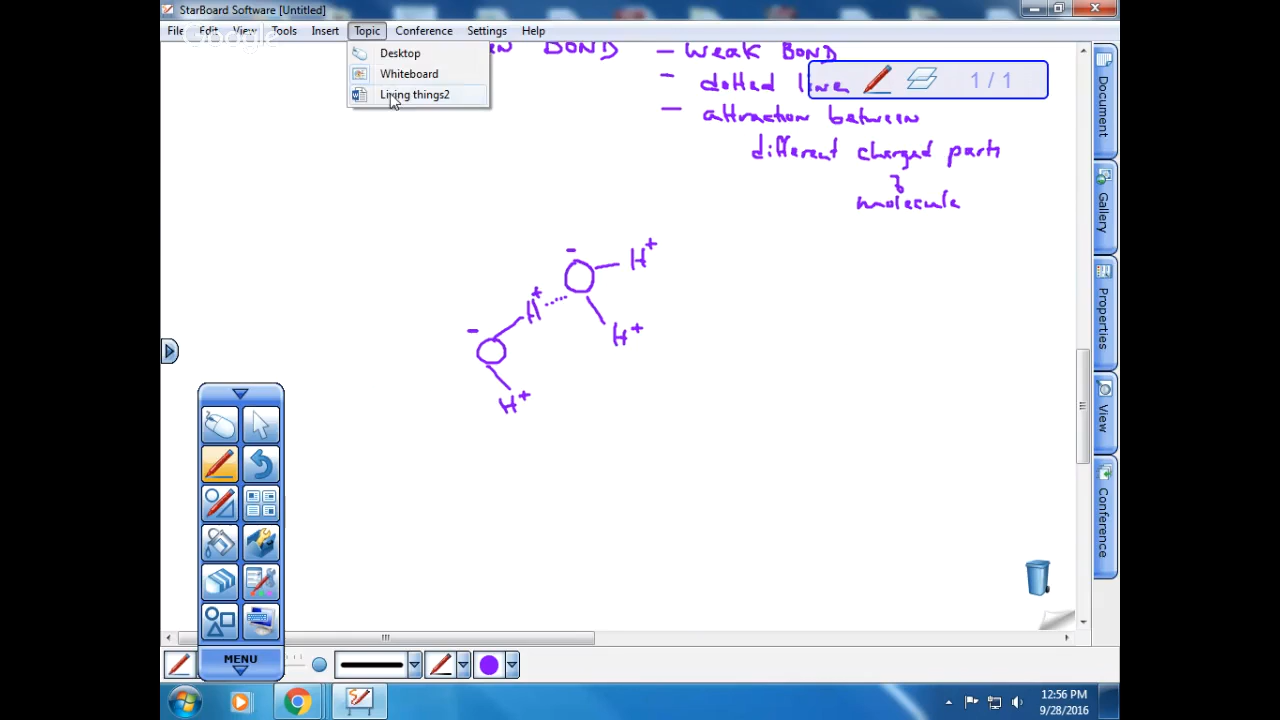 StarBoard Software [Untitled]
File Edit View Tools Insert Topic Conference Settings Help
Google
Desktop
Whiteboard
Living things2
BOND
– Weak BOND
– dotted line
1 / 1
– attraction between
different charged parts
molecule
- H+
H+
- H+
H+
Document
Gallery
Properties
View
Conference
MENU
12:56 PM
9/28/2016